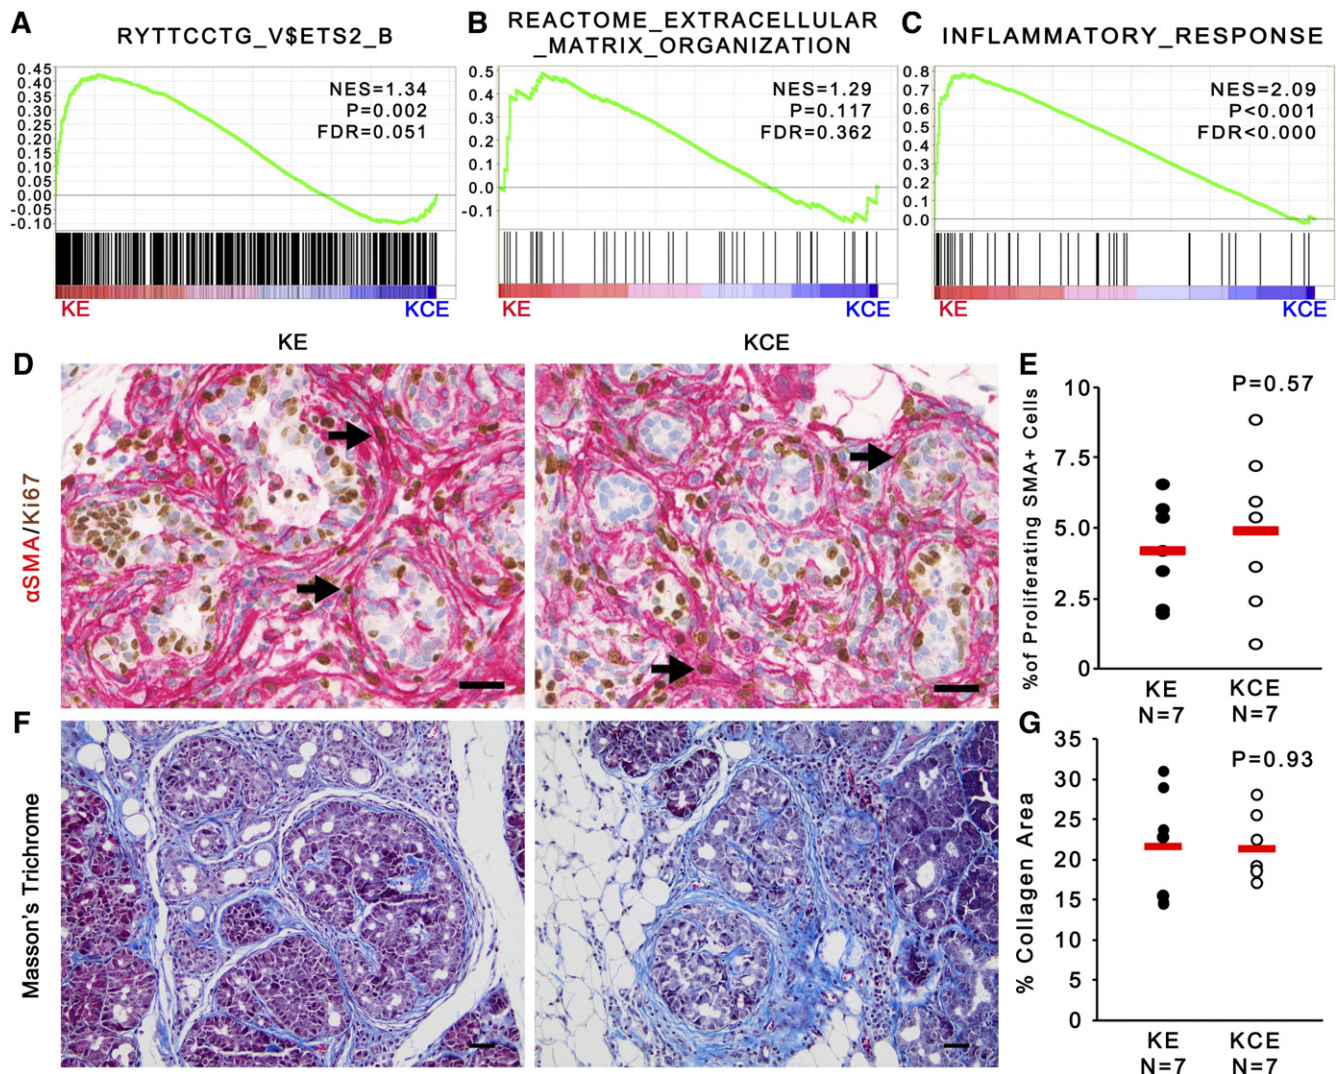 A
RYTTCCTG_V$ETS2_B
0.45
0.40
0.35
0.30
0.25
0.20
0.15
0.10
0.05
0.00
-0.05
-0.10
NES=1.34
P=0.002
FDR=0.051
KE
KCE
B
REACTOME_EXTRACELLULAR
_MATRIX_ORGANIZATION
0.5
0.4
0.3
0.2
0.1
0.0
-0.1
NES=1.29
P=0.117
FDR=0.362
KE
KCE
C
INFLAMMATORY_RESPONSE
0.8
0.7
0.6
0.5
0.4
0.3
0.2
0.1
0.0
NES=2.09
P<0.001
FDR<0.000
KE
KCE
D
KE
KCE
αSMA/Ki67
E
%of Proliferating SMA+ Cells
10
7.5
5.0
2.5
0
P=0.57
KE
N=7
KCE
N=7
F
Masson's Trichrome
G
% Collagen Area
35
30
25
20
15
10
5
0
P=0.93
KE
N=7
KCE
N=7